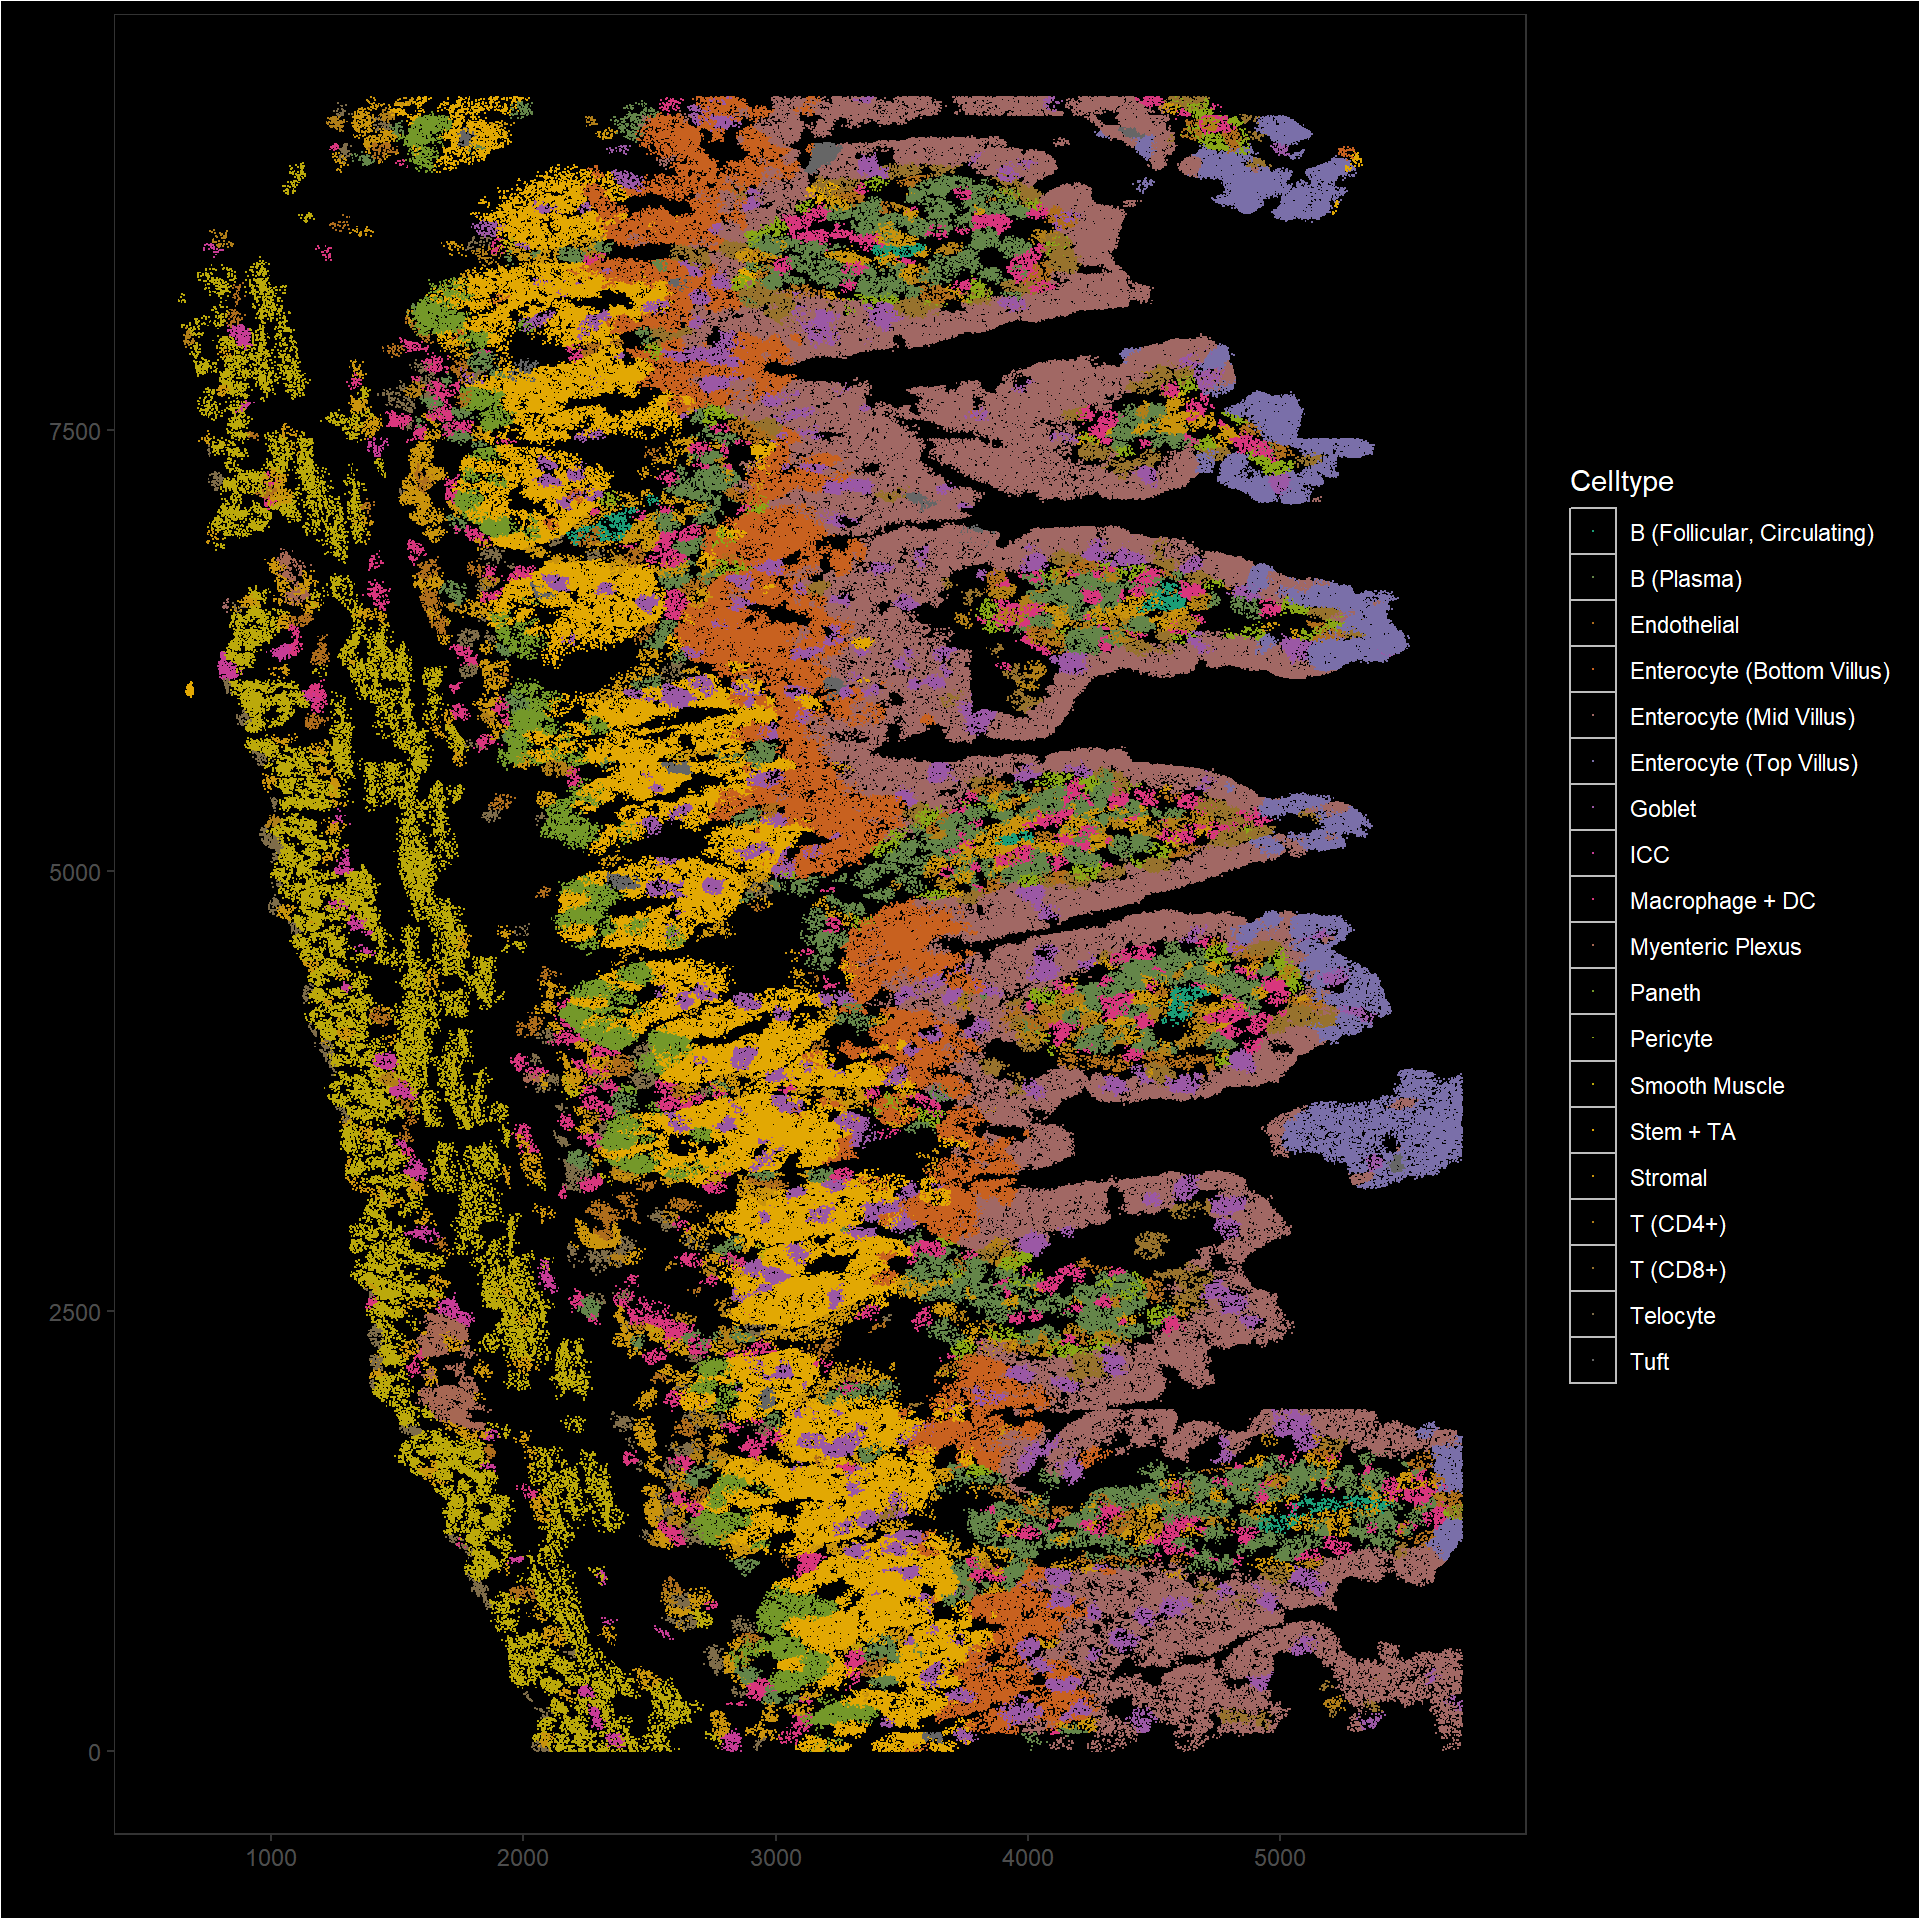 7500
5000
2500
0
1000 2000 3000 4000 5000
Celltype
B (Follicular, Circulating)
B (Plasma)
Endothelial
Enterocyte (Bottom Villus)
Enterocyte (Mid Villus)
Enterocyte (Top Villus)
Goblet
ICC
Macrophage + DC
Myenteric Plexus
Paneth
Pericyte
Smooth Muscle
Stem + TA
Stromal
T (CD4+)
T (CD8+)
Telocyte
Tuft